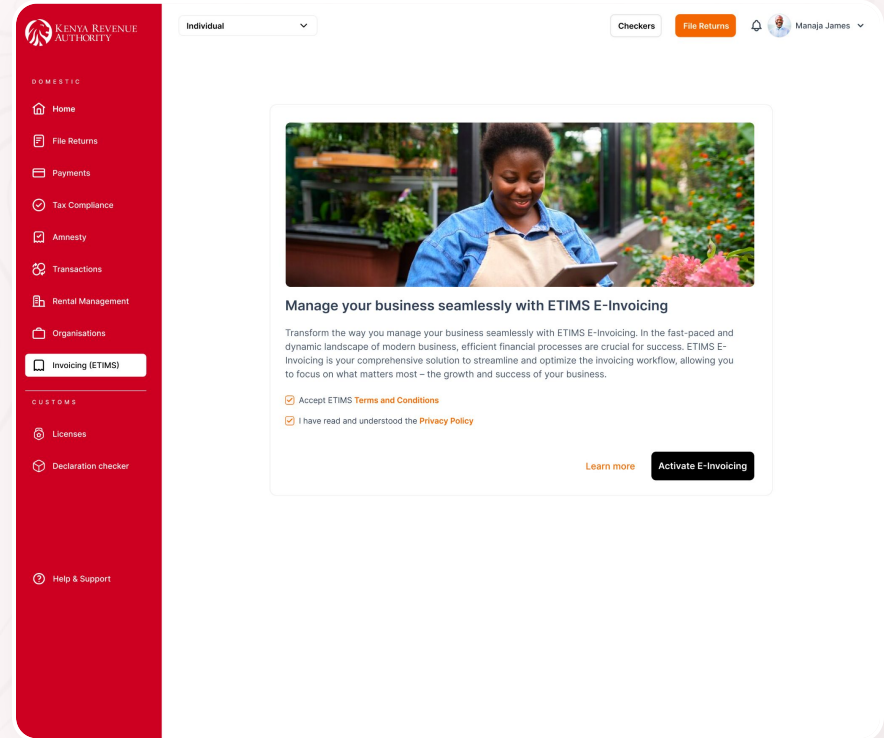 KENYA REVENUE
AUTHORITY
Individual
Checkers
File Returns
Manaja James
DOMESTIC
Home
File Returns
Payments
Tax Compliance
Amnesty
Transactions
Rental Management
Organisations
Invoicing (ETIMS)
CUSTOMS
Licenses
Declaration checker
Help & Support
Manage your business seamlessly with ETIMS E-Invoicing
Transform the way you manage your business seamlessly with ETIMS E-Invoicing. In the fast-paced and
dynamic landscape of modern business, efficient financial processes are crucial for success. ETIMS E-
Invoicing is your comprehensive solution to streamline and optimize the invoicing workflow, allowing you
to focus on what matters most – the growth and success of your business.
Accept ETIMS Terms and Conditions
I have read and understood the Privacy Policy
Learn more
Activate E-Invoicing